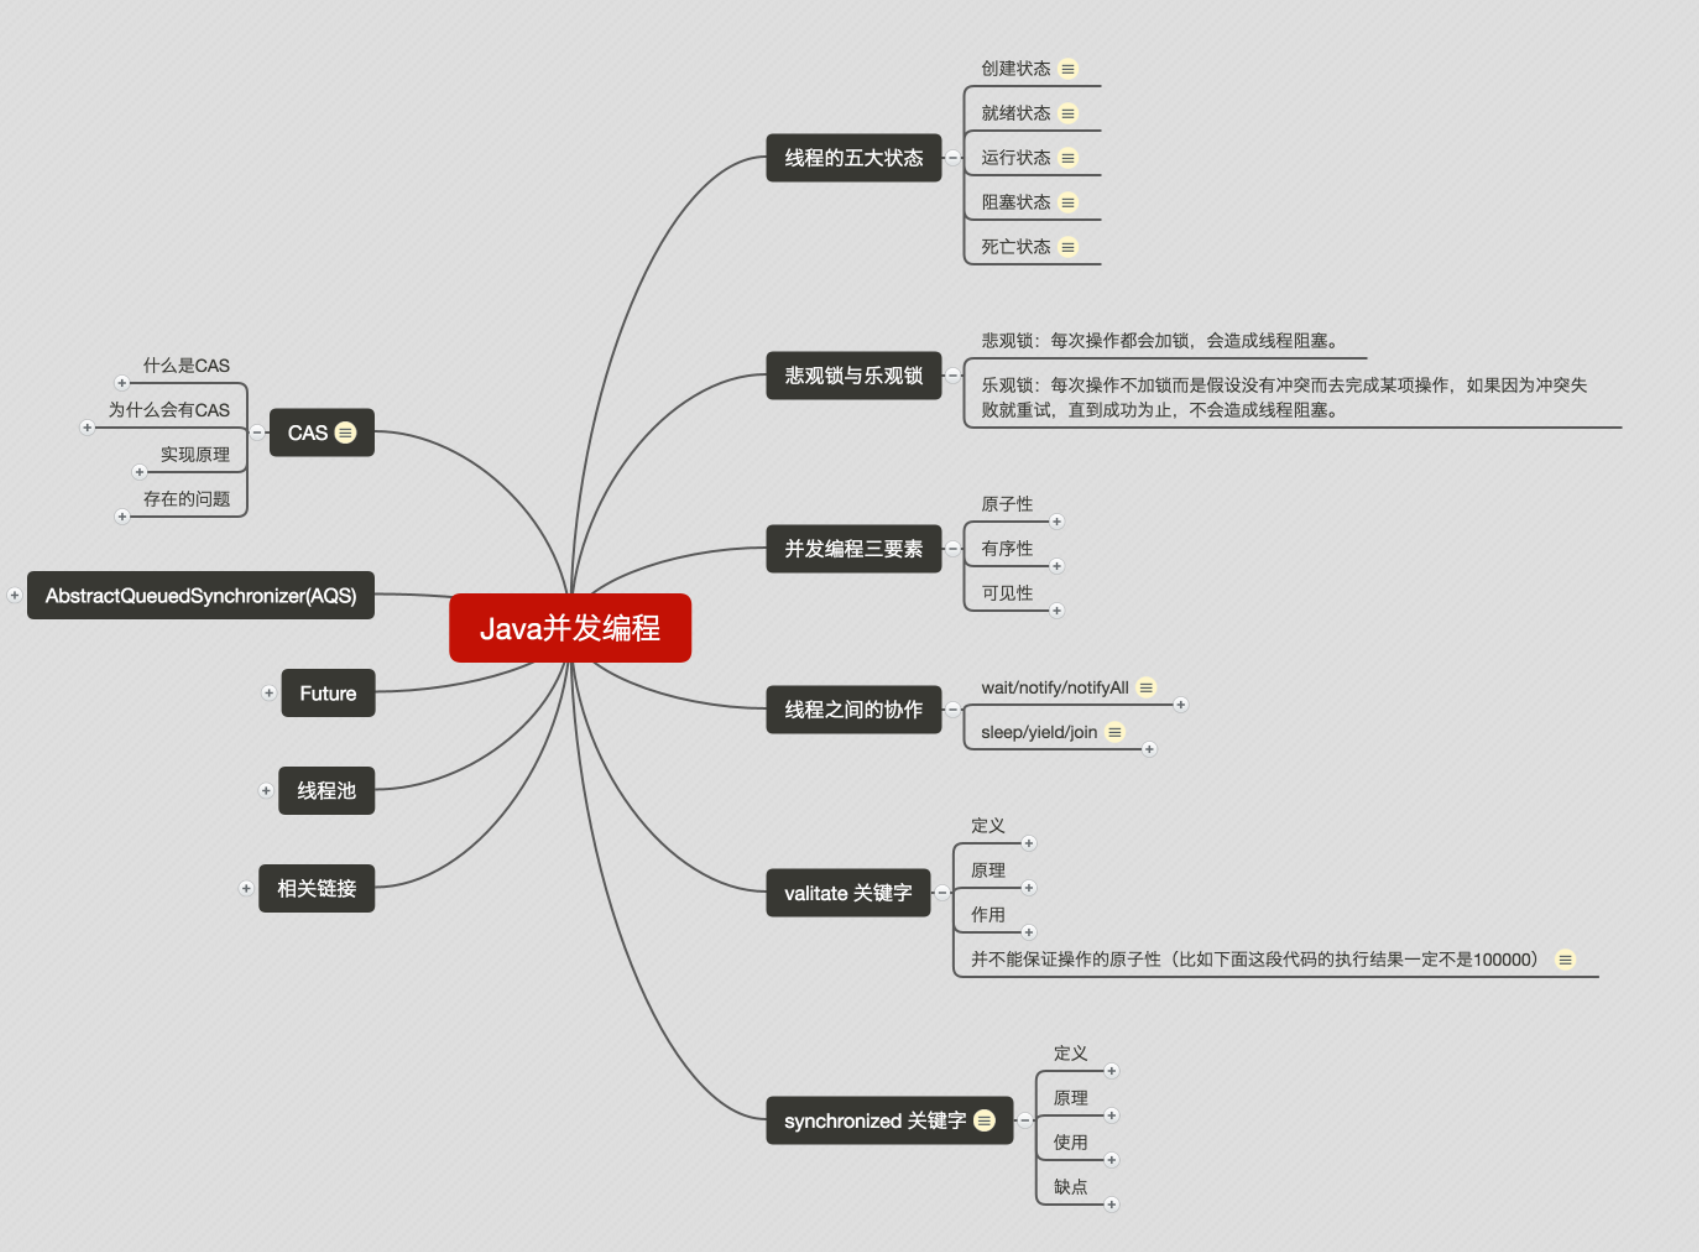 Java并发编程
线程的五大状态
创建状态
就绪状态
运行状态
阻塞状态
死亡状态
悲观锁与乐观锁
悲观锁：每次操作都会加锁，会造成线程阻塞。
乐观锁：每次操作不加锁而是假设没有冲突而去完成某项操作，如果因为冲突失
败就重试，直到成功为止，不会造成线程阻塞。
并发编程三要素
原子性
有序性
可见性
线程之间的协作
wait/notify/notifyAll
sleep/yield/join
valitate 关键字
定义
原理
作用
并不能保证操作的原子性（比如下面这段代码的执行结果一定不是100000）
synchronized 关键字
定义
原理
使用
缺点
CAS
什么是CAS
为什么会有CAS
实现原理
存在的问题
AbstractQueuedSynchronizer(AQS)
Future
线程池
相关链接